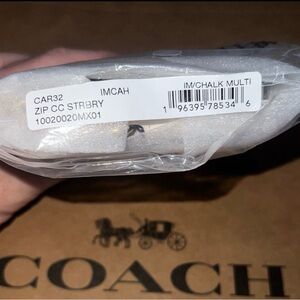 CAR32 IMCAH IM/CHALK MULTI
ZIP CC STRBRY
10020020MX01
1 96395 78534 6
COACH